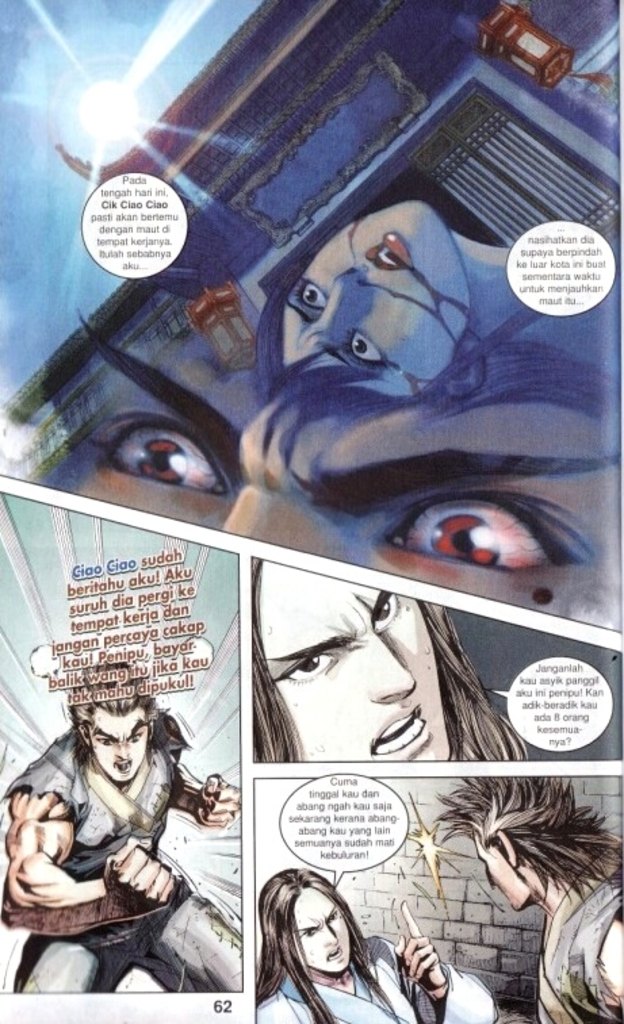 Pada
tengah hari ini,
Cik Ciao Ciao
pasti akan bertemu
dengan maut di
tempat kerjanya.
Itulah sebabnya
aku...
...
nasihatkan dia
supaya berpindah
ke luar kota ini buat
sementara waktu
untuk menjauhkan
maut itu...
Ciao Ciao sudah
beritahu aku! Aku
suruh dia pergi ke
tempat kerja dan
jangan percaya cakap
kau! Penipu, bayar
balik wang itu jika kau
tak mahu dipukul!!
Janganlah
kau asyik panggil
aku ini penipu! Kan
adik-beradik kau
ada 8 orang
kesemua-
nya?
Cuma
tinggal kau dan
abang ngah kau saja
sekarang kerana abang-
abang kau yang lain
semuanya sudah mati
kebuluran!
62